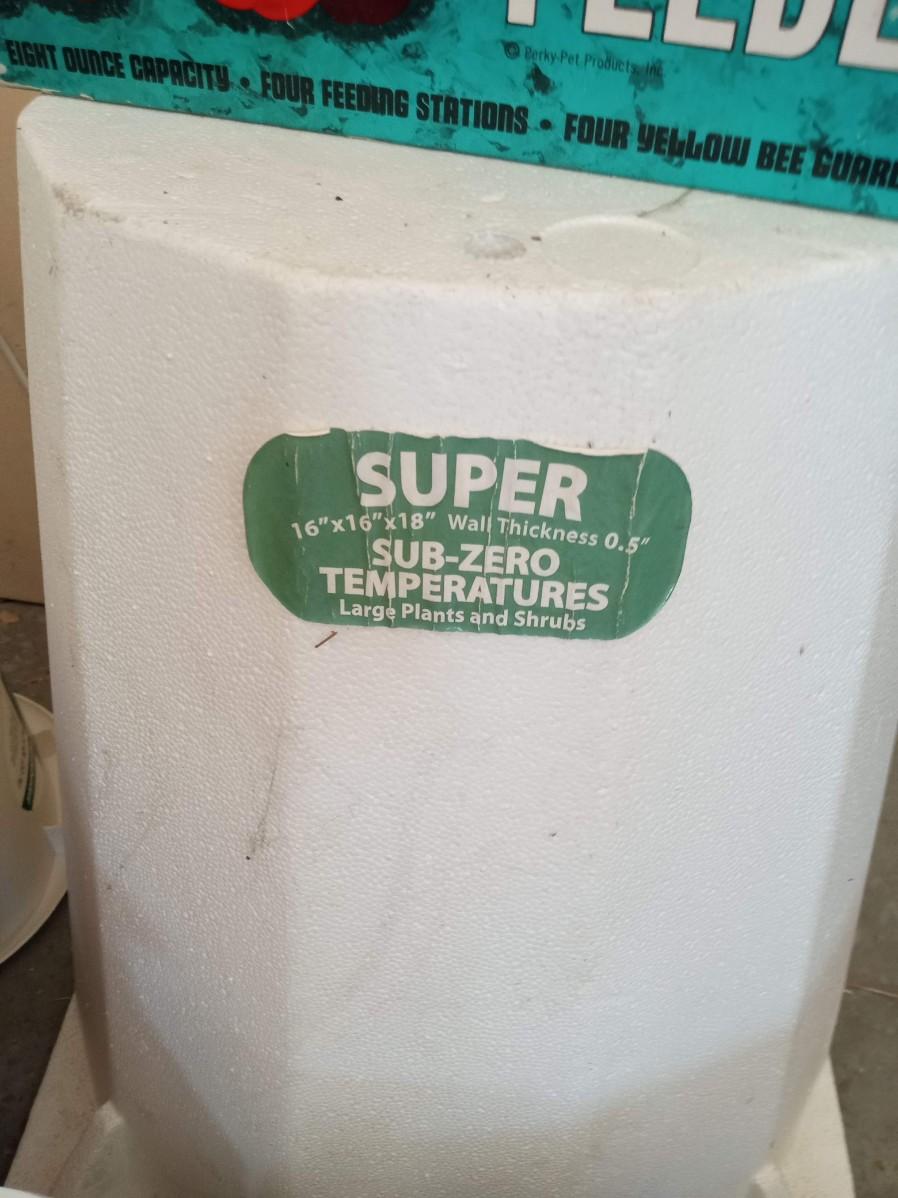 FEEDE
© Perky-Pet Products, Inc.
EIGHT OUNCE CAPACITY • FOUR FEEDING STATIONS • FOUR YELLOW BEE GUARD
SUPER
16”x16”x18” Wall Thickness 0.5”
SUB-ZERO
TEMPERATURES
Large Plants and Shrubs